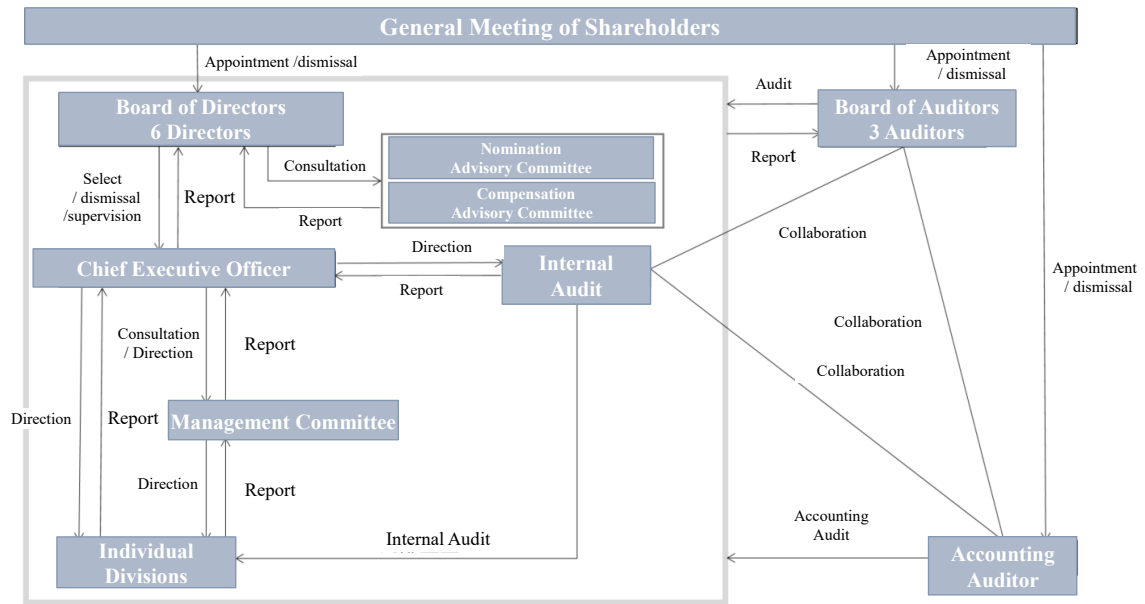 General Meeting of Shareholders
Appointment /dismissal
Appointment
/ dismissal
Audit
Board of Directors
6 Directors
Board of Auditors
3 Auditors
Nomination
Advisory Committee
Consultation
Report
Select
/ dismissal
/supervision
Report
Compensation
Advisory Committee
Report
Collaboration
Direction
Chief Executive Officer
Internal
Audit
Report
Appointment
/ dismissal
Consultation
/ Direction
Report
Collaboration
Collaboration
Direction
Report
Management Committee
Direction
Report
Accounting
Audit
Internal Audit
Individual
Divisions
Accounting
Auditor